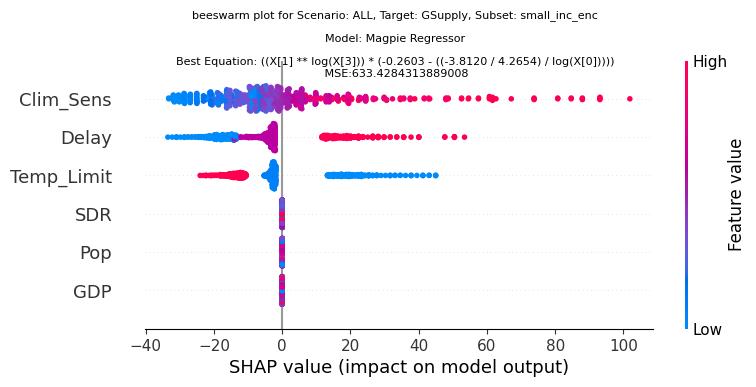 beeswarm plot for Scenario: ALL, Target: GSupply, Subset: small_inc_enc
Model: Magpie Regressor
Best Equation: ((X[1] ** log(X[3])) * (-0.2603 - ((-3.8120 / 4.2654) / log(X[0]))))
MSE:633.4284313889008
High
Clim_Sens
Delay
Temp_Limit
SDR
Pop
GDP
Feature value
Low
−40 −20 0 20 40 60 80 100
SHAP value (impact on model output)